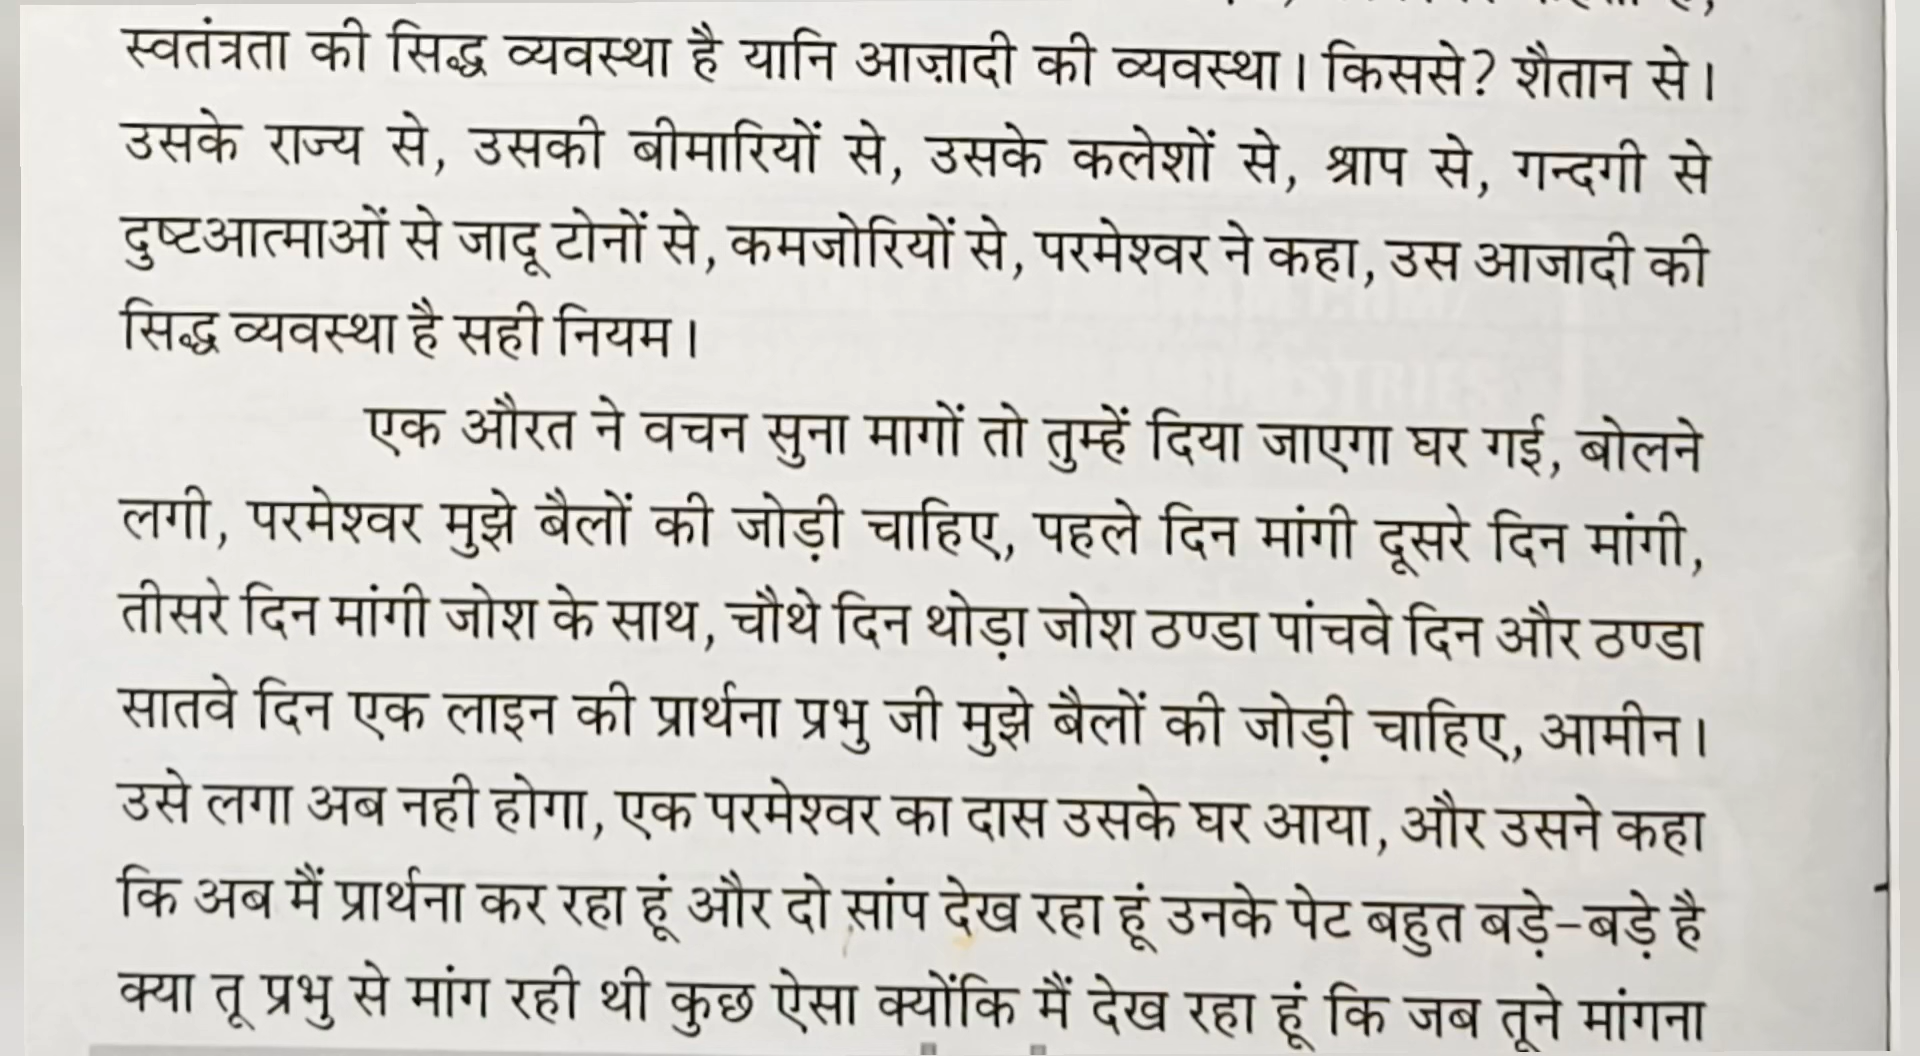 स्वतंत्रता की सिद्ध व्यवस्था है यानि आज़ादी की व्यवस्था। किससे? शैतान से।
उसके राज्य से, उसकी बीमारियों से, उसके कलेशों से, श्राप से, गन्दगी से
दुष्टआत्माओं से जादू टोनों से, कमजोरियों से, परमेश्वर ने कहा, उस आजादी की
सिद्ध व्यवस्था है सही नियम।
एक औरत ने वचन सुना मागों तो तुम्हें दिया जाएगा घर गई, बोलने
लगी, परमेश्वर मुझे बैलों की जोड़ी चाहिए, पहले दिन मांगी दूसरे दिन मांगी,
तीसरे दिन मांगी जोश के साथ, चौथे दिन थोड़ा जोश ठण्डा पांचवे दिन और ठण्डा
सातवे दिन एक लाइन की प्रार्थना प्रभु जी मुझे बैलों की जोड़ी चाहिए, आमीन।
उसे लगा अब नही होगा, एक परमेश्वर का दास उसके घर आया, और उसने कहा
कि अब मैं प्रार्थना कर रहा हूं और दो सांप देख रहा हूं उनके पेट बहुत बड़े-बड़े है
क्या तू प्रभु से मांग रही थी कुछ ऐसा क्योंकि मैं देख रहा हूं कि जब तूने मांगना